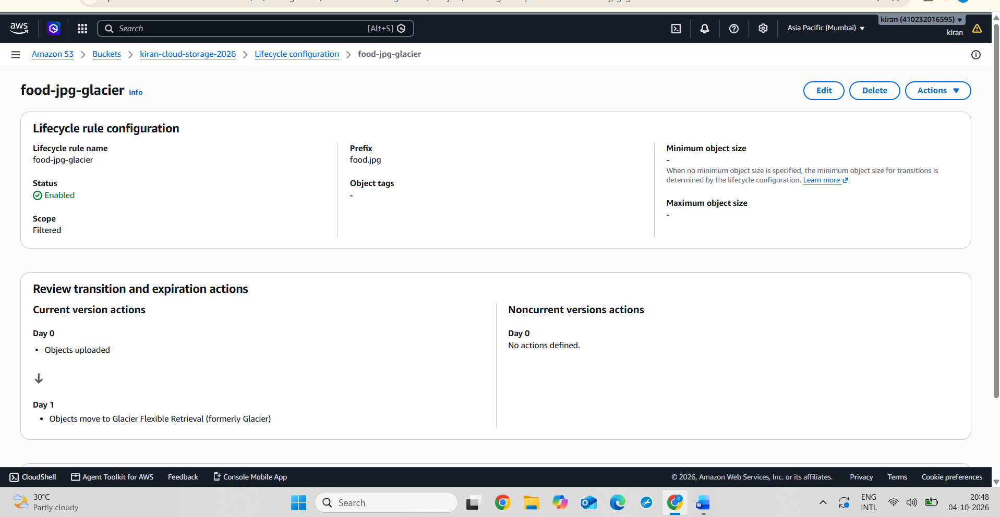 aws
Search
[Alt+S]
Asia Pacific (Mumbai)
kiran (410232016595)
kiran
Amazon S3
Buckets
kiran-cloud-storage-2026
Lifecycle configuration
food-jpg-glacier
food-jpg-glacier Info
Edit
Delete
Actions
Lifecycle rule configuration
Lifecycle rule name
food-jpg-glacier
Status
Enabled
Scope
Filtered
Prefix
food.jpg
Object tags
-
Minimum object size
-
When no minimum object size is specified, the minimum object size for transitions is
determined by the lifecycle configuration. Learn more
Maximum object size
-
Review transition and expiration actions
Current version actions
Day 0
• Objects uploaded
Day 1
• Objects move to Glacier Flexible Retrieval (formerly Glacier)
Noncurrent versions actions
Day 0
No actions defined.
CloudShell
Agent Toolkit for AWS
Feedback
Console Mobile App
© 2026, Amazon Web Services, Inc. or its affiliates.
Privacy
Terms
Cookie preferences
30°C
Partly cloudy
Search
ENG
INTL
20:48
04-10-2026